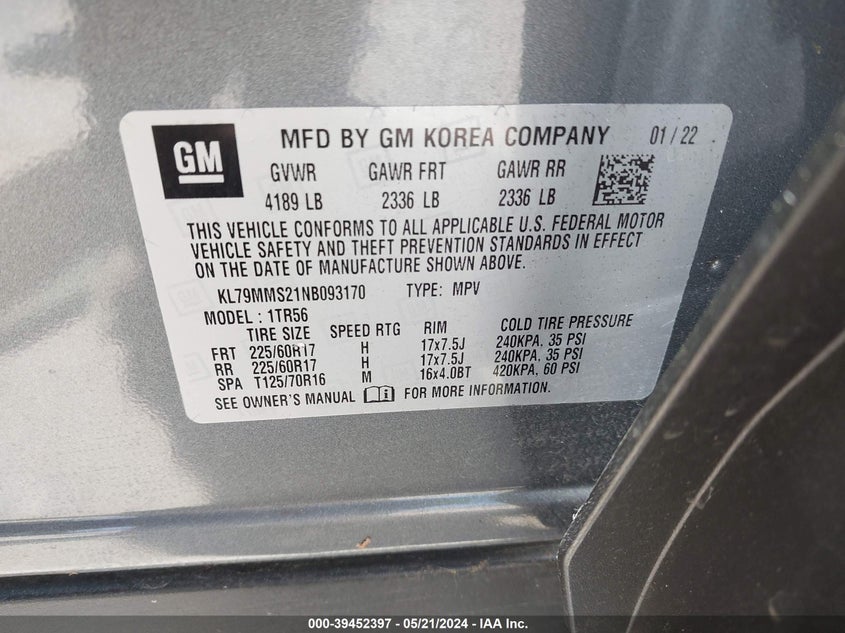 GM MFD BY GM KOREA COMPANY 01 / 22
GVWR GAWR FRT GAWR RR
4189 LB 2336 LB 2336 LB
THIS VEHICLE CONFORMS TO ALL APPLICABLE U.S. FEDERAL MOTOR
VEHICLE SAFETY AND THEFT PREVENTION STANDARDS IN EFFECT
ON THE DATE OF MANUFACTURE SHOWN ABOVE.
KL79MMS21NB093170 TYPE: MPV
MODEL : 1TR56
TIRE SIZE SPEED RTG RIM COLD TIRE PRESSURE
FRT 225/60R17 H 17x7.5J 240KPA. 35 PSI
RR 225/60R17 H 17x7.5J 240KPA. 35 PSI
SPA T125/70R16 M 16x4.0BT 420KPA. 60 PSI
SEE OWNER'S MANUAL FOR MORE INFORMATION.
000-39452397 - 05/21/2024 - IAA Inc.